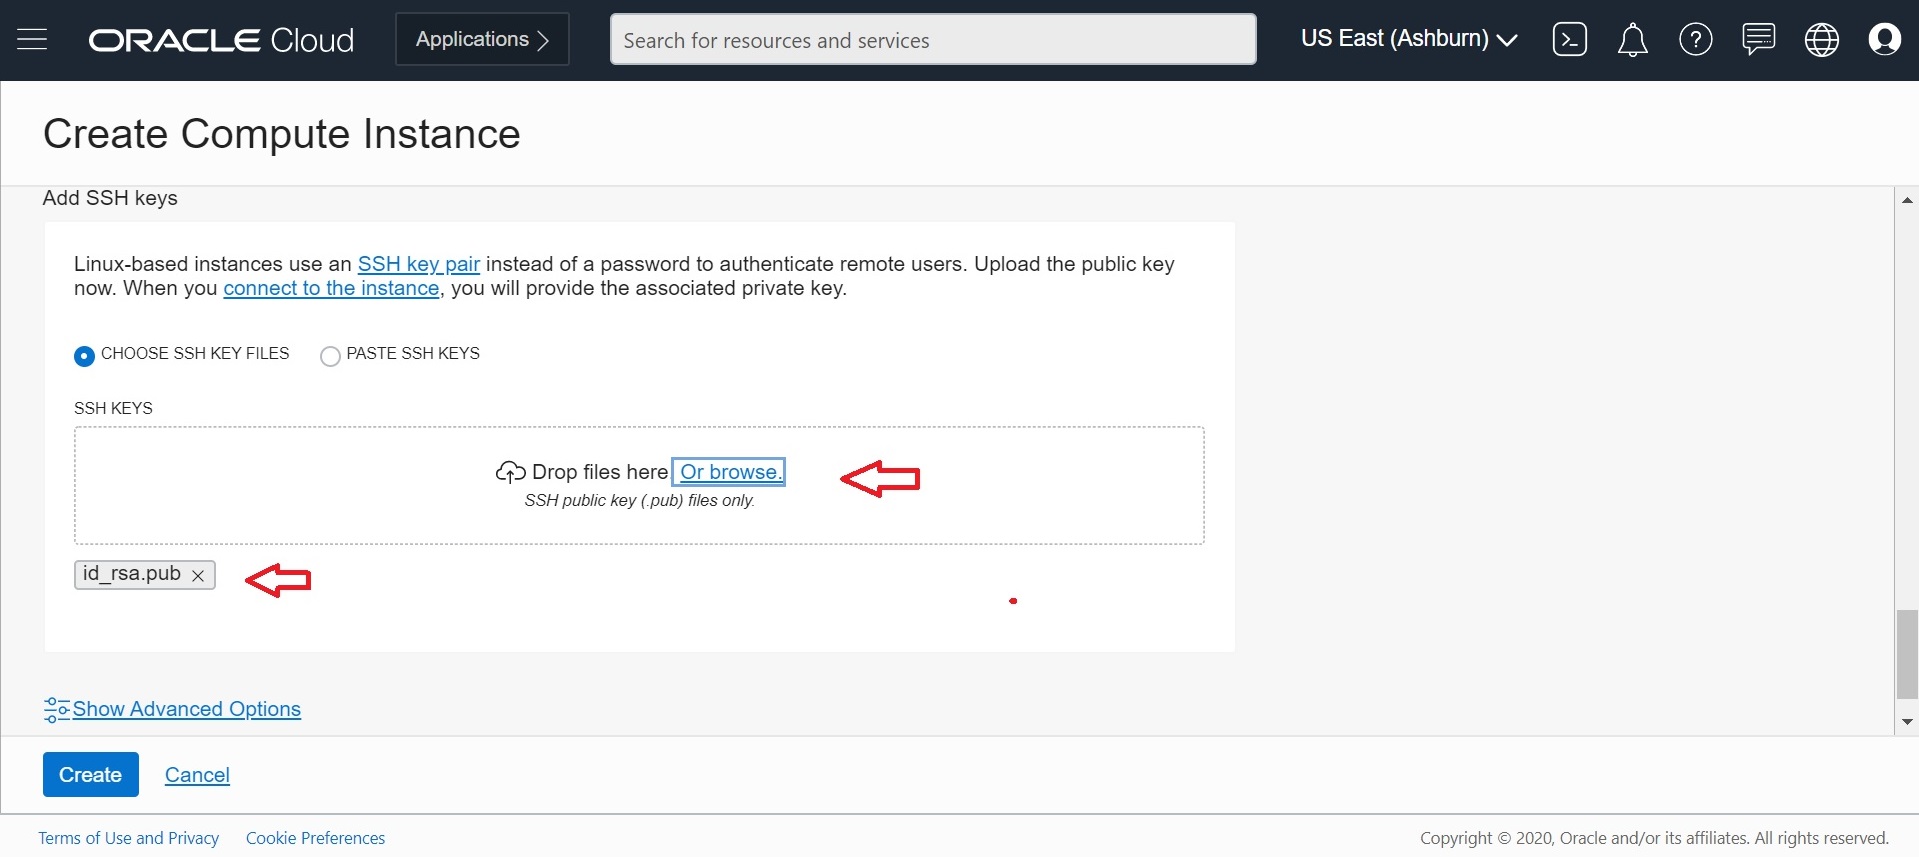 ORACLE Cloud
Applications
Search for resources and services
US East (Ashburn)
Create Compute Instance
Add SSH keys
Linux-based instances use an SSH key pair instead of a password to authenticate remote users. Upload the public key
now. When you connect to the instance, you will provide the associated private key.
CHOOSE SSH KEY FILES
PASTE SSH KEYS
SSH KEYS
Drop files here Or browse.
SSH public key (.pub) files only.
id_rsa.pub
Show Advanced Options
Create
Cancel
Terms of Use and Privacy
Cookie Preferences
Copyright © 2020, Oracle and/or its affiliates. All rights reserved.